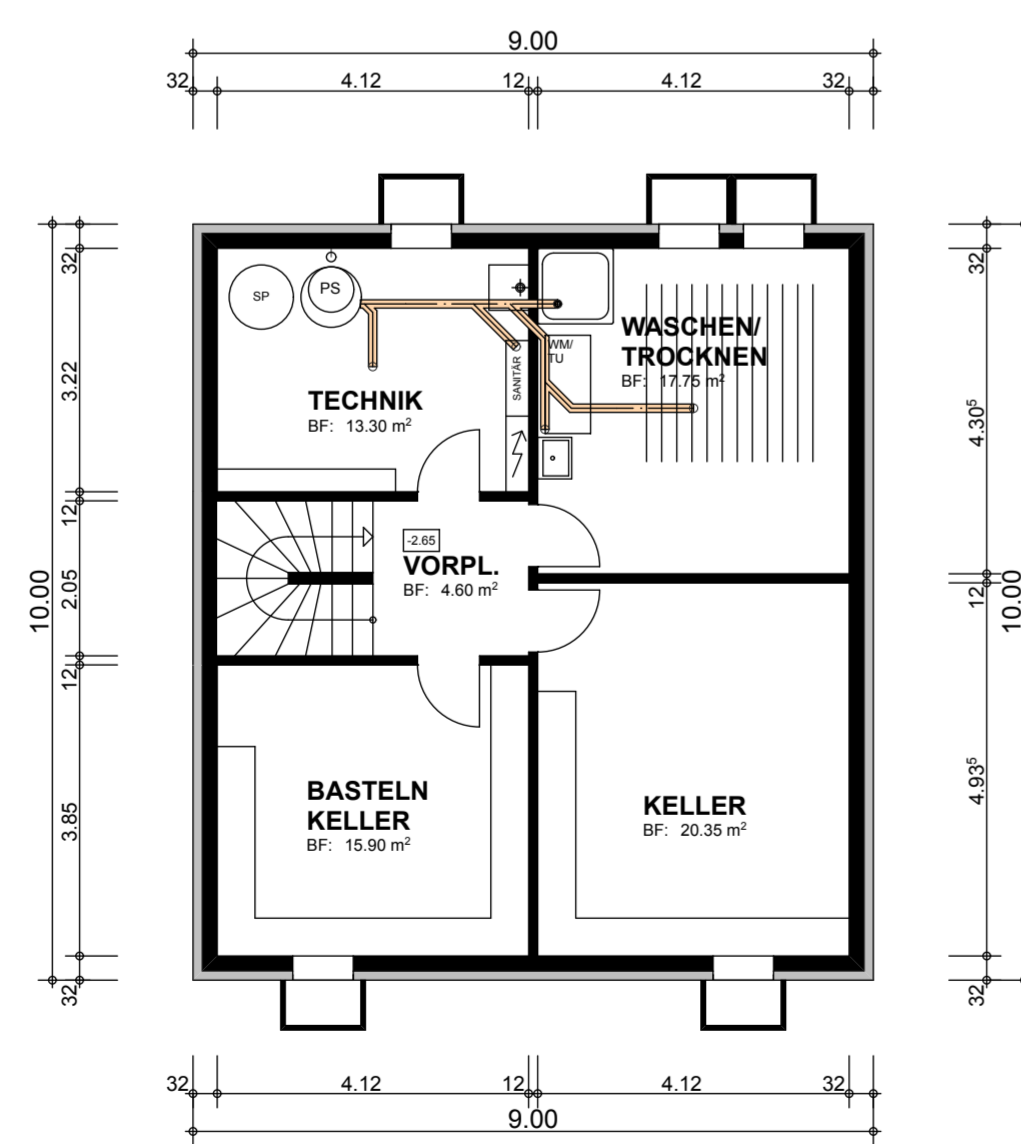 9.00
32 4.12 12 4.12 32
SP
PS
WM/
TU
SANITÄR
WASCHEN/
TROCKNEN
BF: 17.75 m²
TECHNIK
BF: 13.30 m²
-2.65
VORPL.
BF: 4.60 m²
BASTELN
KELLER
BF: 15.90 m²
KELLER
BF: 20.35 m²
10.00
32
3.22
12
2.05
12
3.85
32
32
4.30⁵
12
4.93⁵
32
10.00
32 4.12 12 4.12 32
9.00